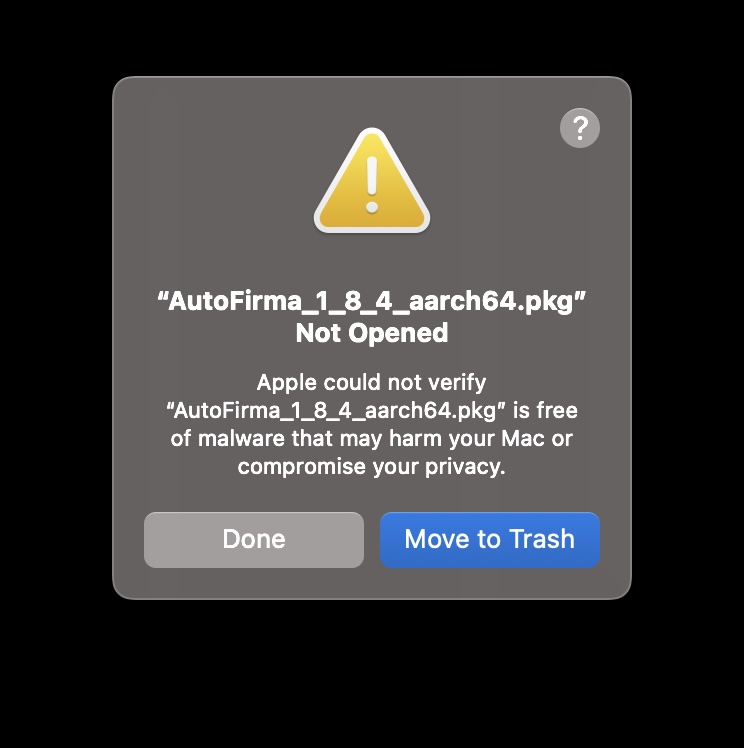 ?
“AutoFirma_1_8_4_aarch64.pkg”
Not Opened
Apple could not verify
“AutoFirma_1_8_4_aarch64.pkg” is free
of malware that may harm your Mac or
compromise your privacy.
Done
Move to Trash